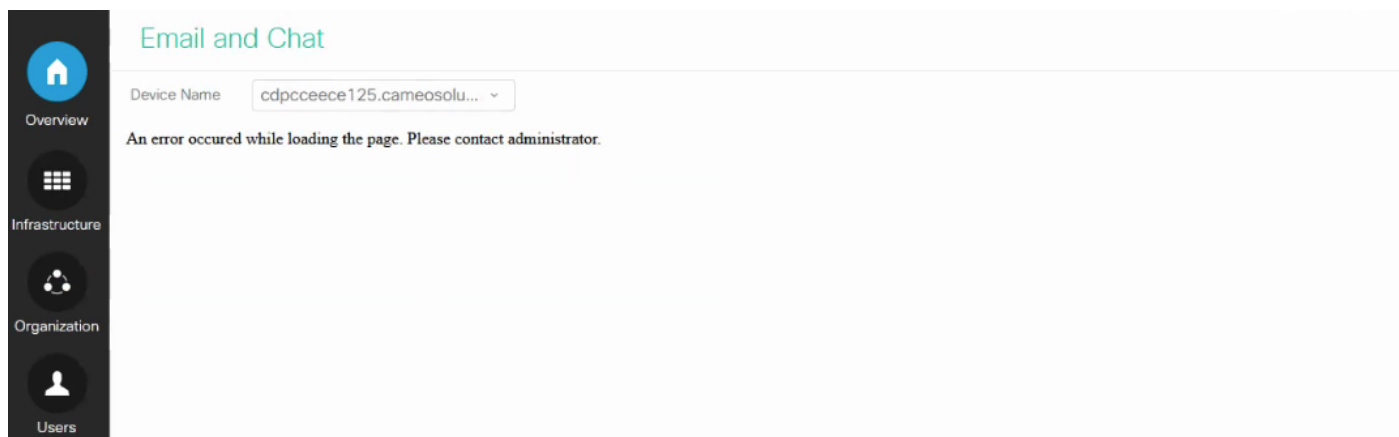 Email and Chat
Device Name
cdpcceece125.cameosolu...
Overview
An error occured while loading the page. Please contact administrator.
Infrastructure
Organization
Users